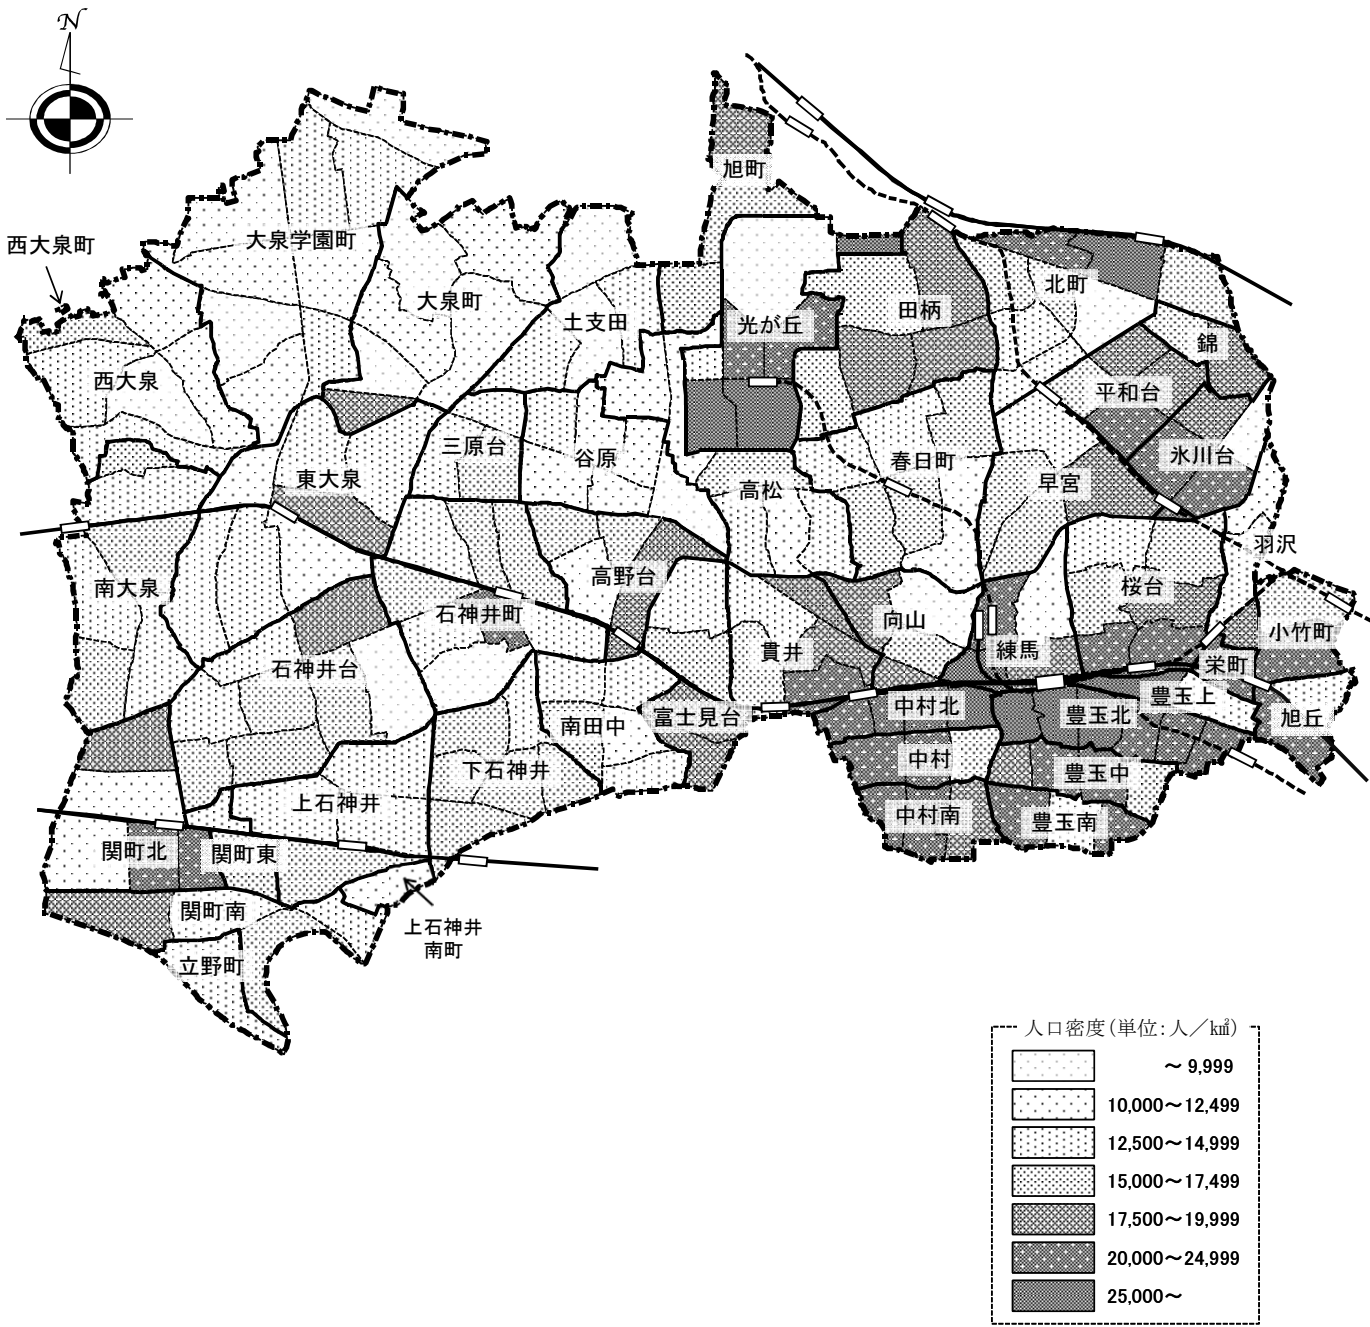 N
旭町
西大泉町
大泉学園町
大泉町
北町
土支田
光が丘
田柄
錦
西大泉
平和台
三原台
谷原
春日町
氷川台
東大泉
高松
早宮
羽沢
南大泉
高野台
桜台
石神井町
向山
小竹町
石神井台
貫井
練馬
栄町
豊玉上
富士見台
中村北
豊玉北
旭丘
南田中
下石神井
中村
豊玉中
上石神井
中村南
豊玉南
関町北
関町東
関町南
上石神井
南町
立野町
人口密度(単位:人/k㎡)
~ 9,999
10,000~12,499
12,500~14,999
15,000~17,499
17,500~19,999
20,000~24,999
25,000~